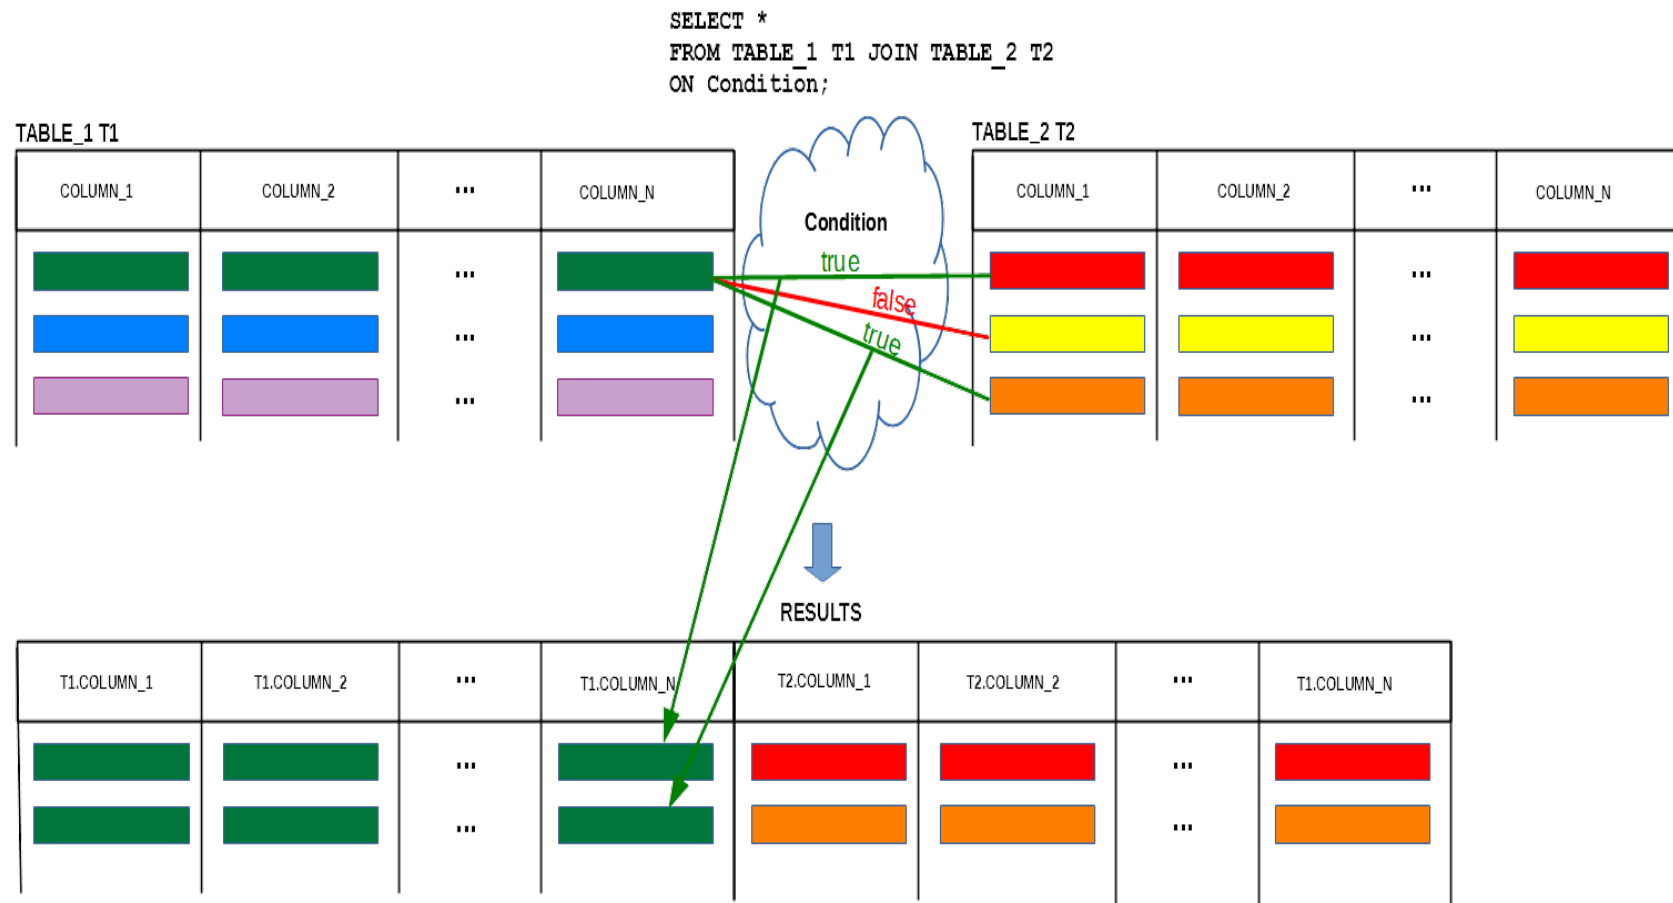 SELECT *
FROM TABLE_1 T1 JOIN TABLE_2 T2
ON Condition;
TABLE_1 T1
TABLE_2 T2
COLUMN_1 COLUMN_2 ... COLUMN_N
COLUMN_1 COLUMN_2 ... COLUMN_N
Condition
true
false
true
...
...
...
...
...
...
RESULTS
T1.COLUMN_1 T1.COLUMN_2 ... T1.COLUMN_N T2.COLUMN_1 T2.COLUMN_2 ... T1.COLUMN_N
... ...
... ...